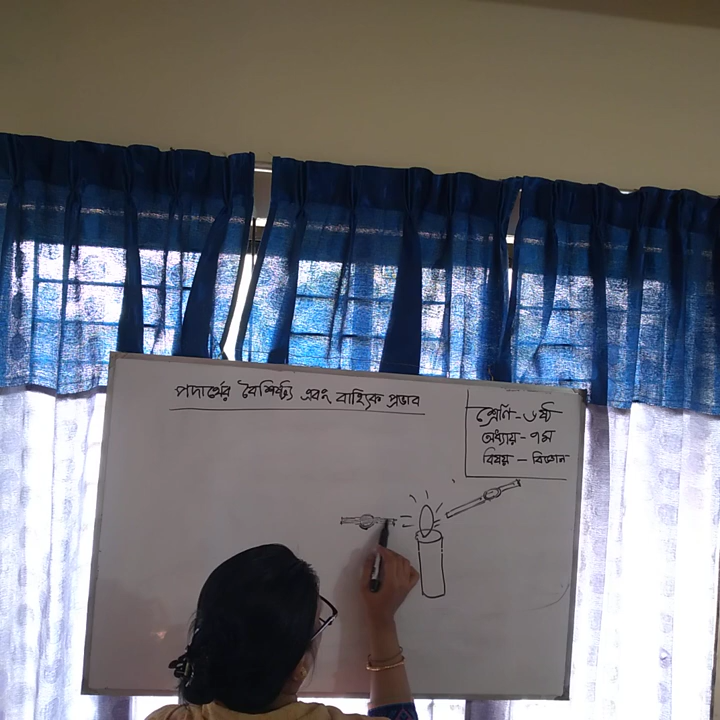 পদার্থের বৈশিষ্ট্য এবং বাহ্যিক প্রভাব
শ্রেণি - ৬ষ্ঠ
অধ্যায় - ৭ম
বিষয় - বিজ্ঞান